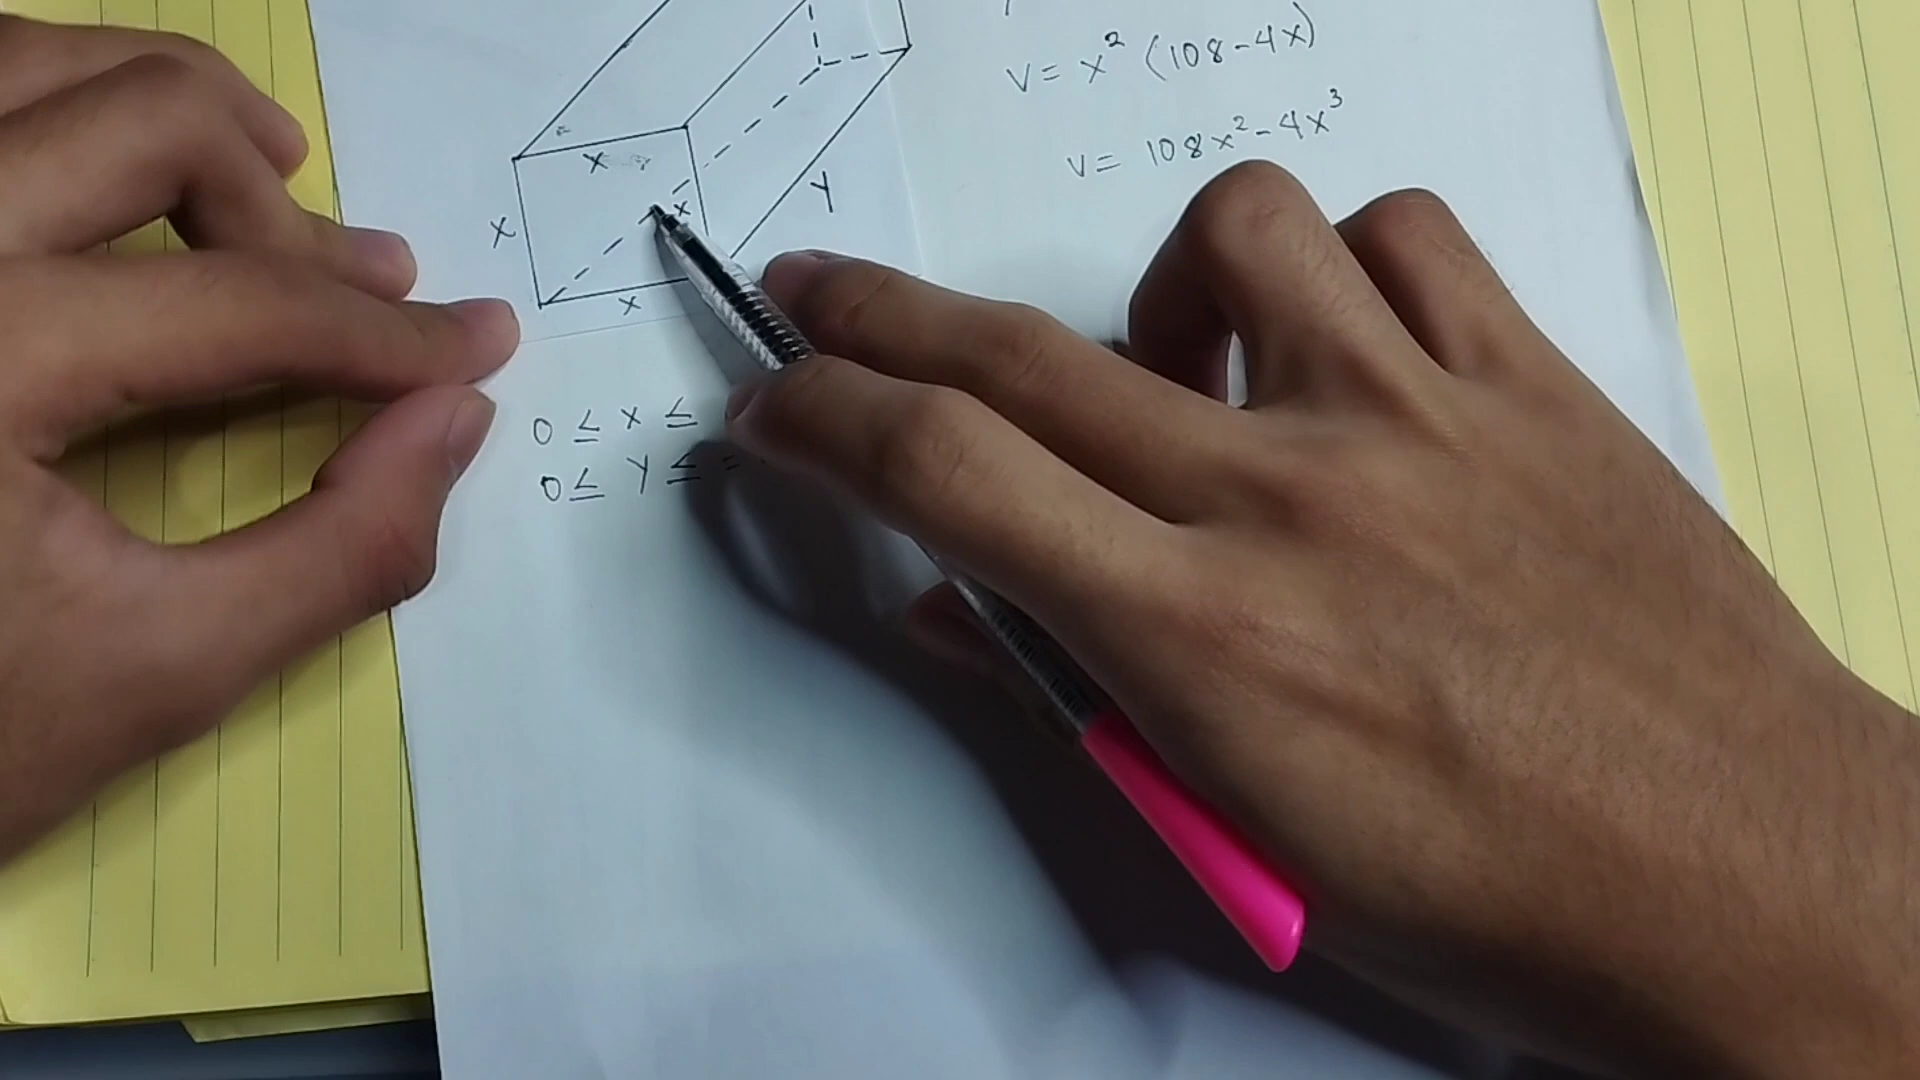 V = x² (108-4x)
V = 108x² - 4x³
x
x
x
y
x
0 ≤ x ≤
0 ≤ y ≤ =